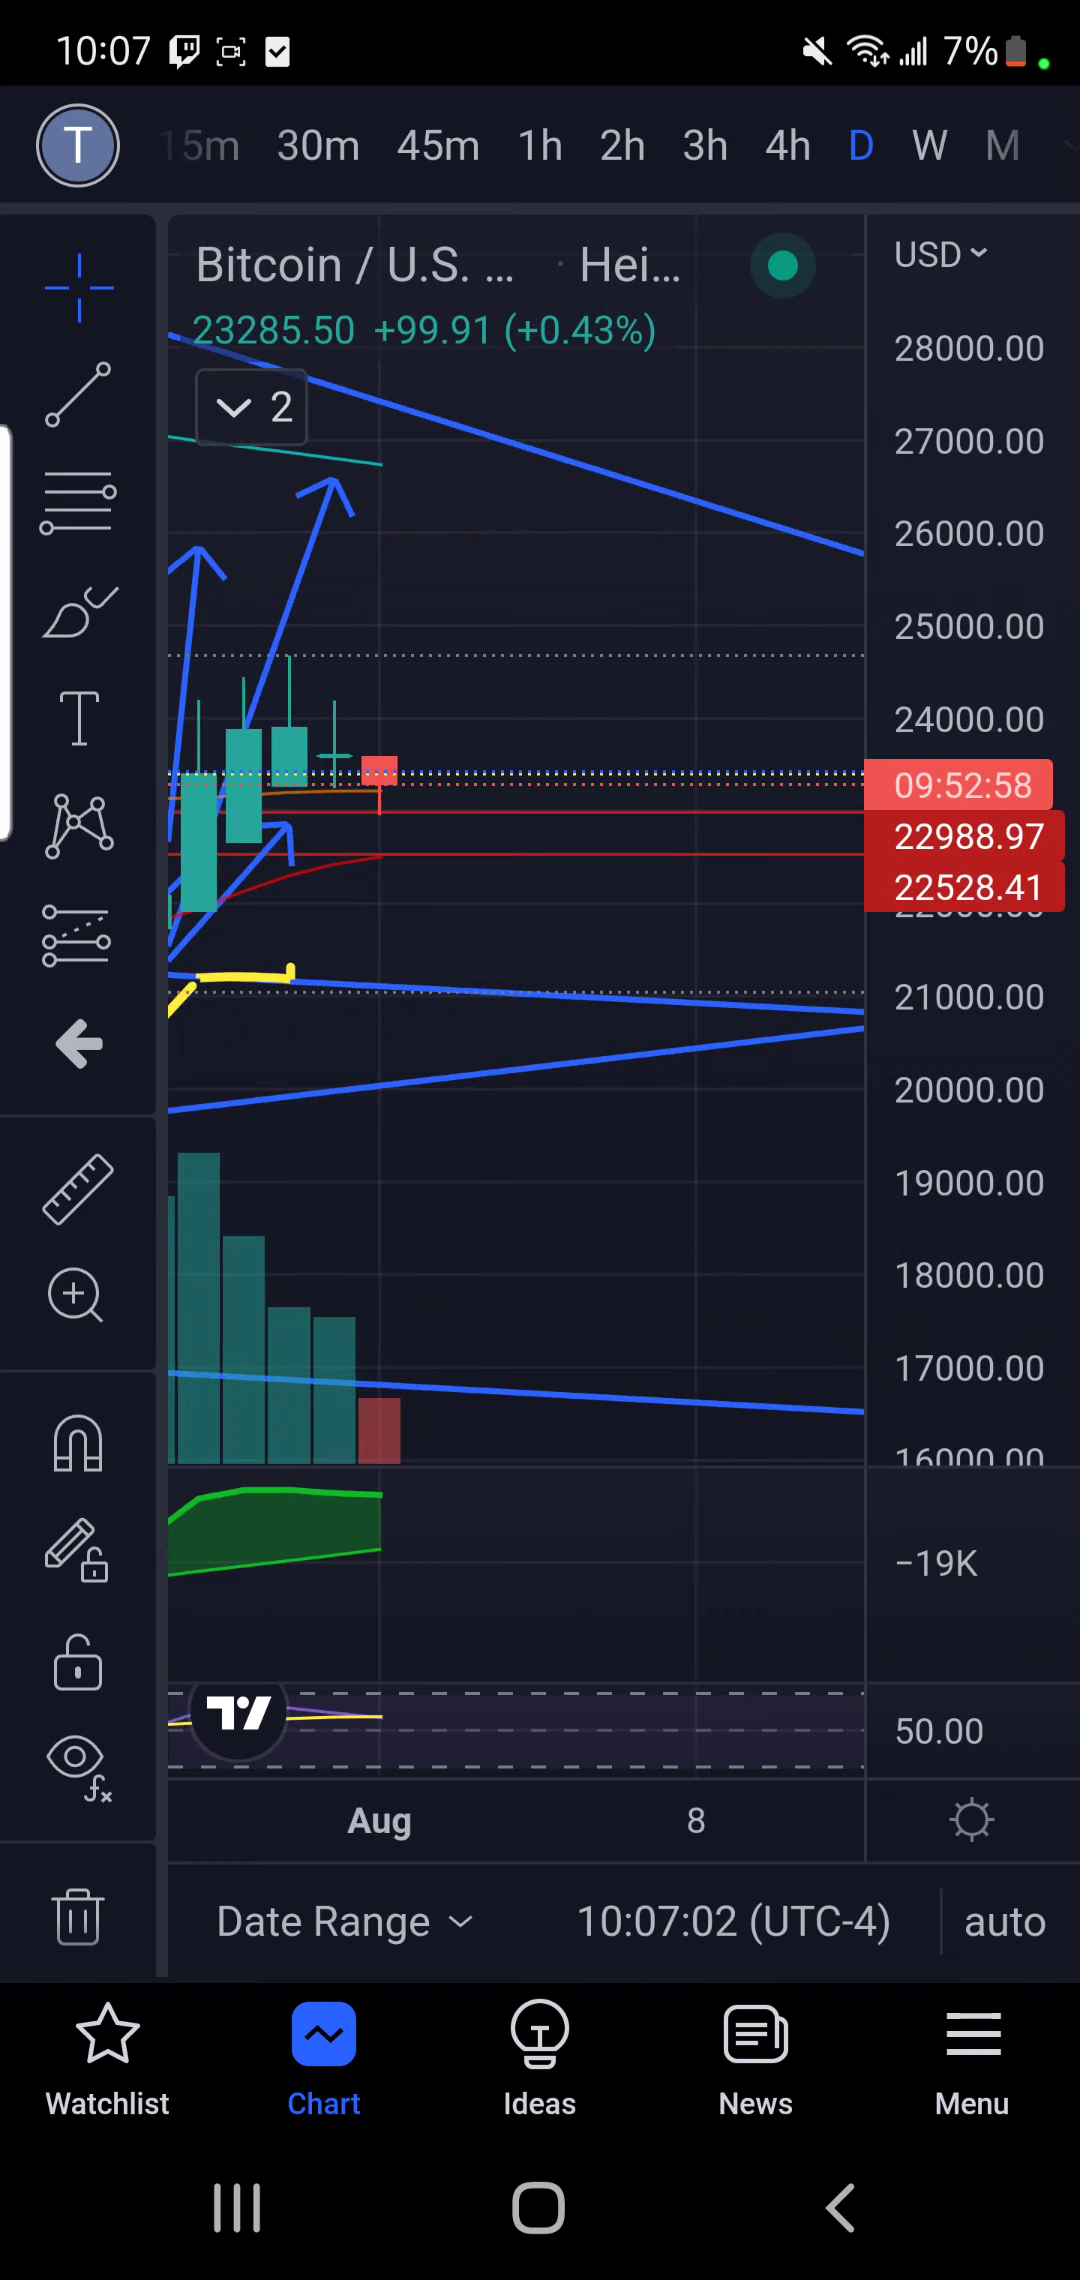 10:07 7%
T 15m 30m 45m 1h 2h 3h 4h D W M
Bitcoin / U.S. ... · Hei...
USD
23285.50 +99.91 (+0.43%)
2
28000.00
27000.00
26000.00
25000.00
24000.00
09:52:58
22988.97
22528.41
21000.00
20000.00
19000.00
18000.00
17000.00
16000.00
−19K
50.00
Aug 8
Date Range 10:07:02 (UTC-4) auto
Watchlist Chart Ideas News Menu